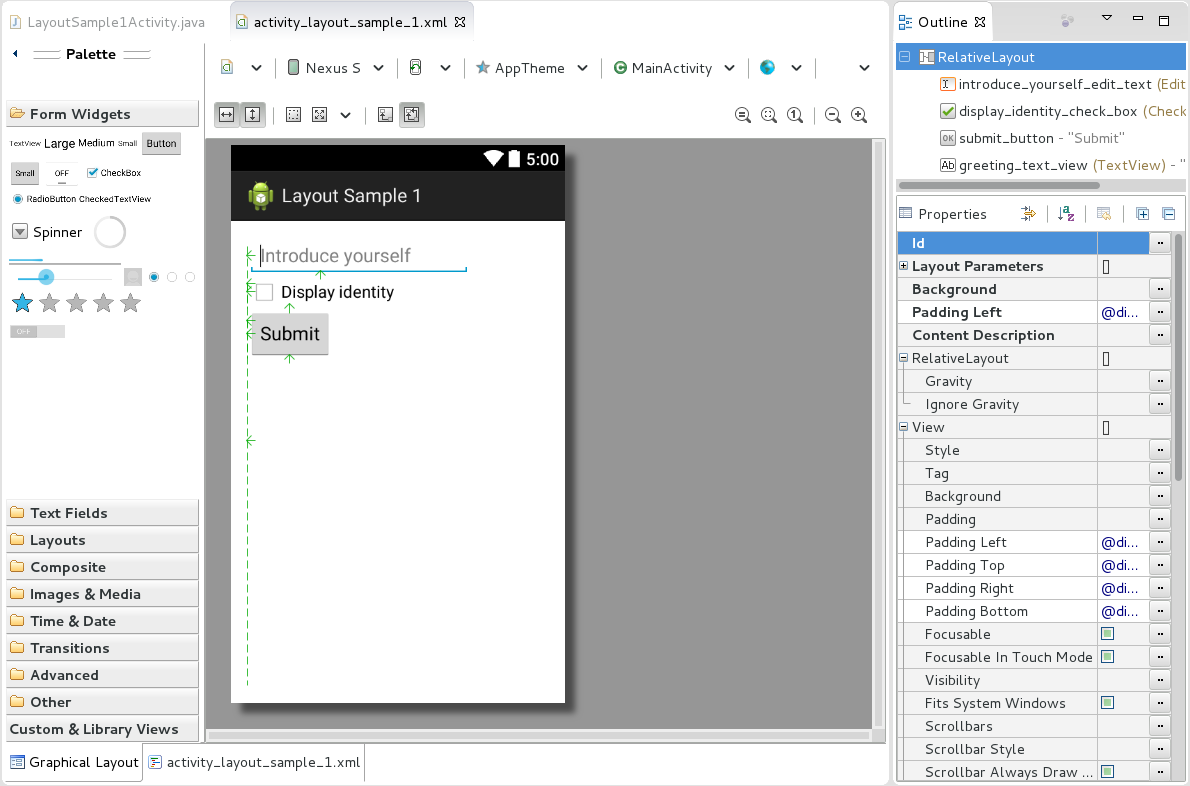 LayoutSample1Activity.java
activity_layout_sample_1.xml
Palette
Form Widgets
TextView Large Medium Small Button
Small OFF CheckBox
RadioButton CheckedTextView
Spinner
OFF
Text Fields
Layouts
Composite
Images & Media
Time & Date
Transitions
Advanced
Other
Custom & Library Views
Graphical Layout
activity_layout_sample_1.xml
Nexus S
AppTheme
MainActivity
5:00
Layout Sample 1
Introduce yourself
Display identity
Submit
Outline
RelativeLayout
introduce_yourself_edit_text (Edit
display_identity_check_box (Check
OK submit_button - "Submit"
Ab greeting_text_view (TextView) - "
Properties
Id
Layout Parameters []
Background
Padding Left @di...
Content Description
RelativeLayout []
Gravity
Ignore Gravity
View []
Style
Tag
Background
Padding
Padding Left @di...
Padding Top @di...
Padding Right @di...
Padding Bottom @di...
Focusable
Focusable In Touch Mode
Visibility
Fits System Windows
Scrollbars
Scrollbar Style
Scrollbar Always Draw ...